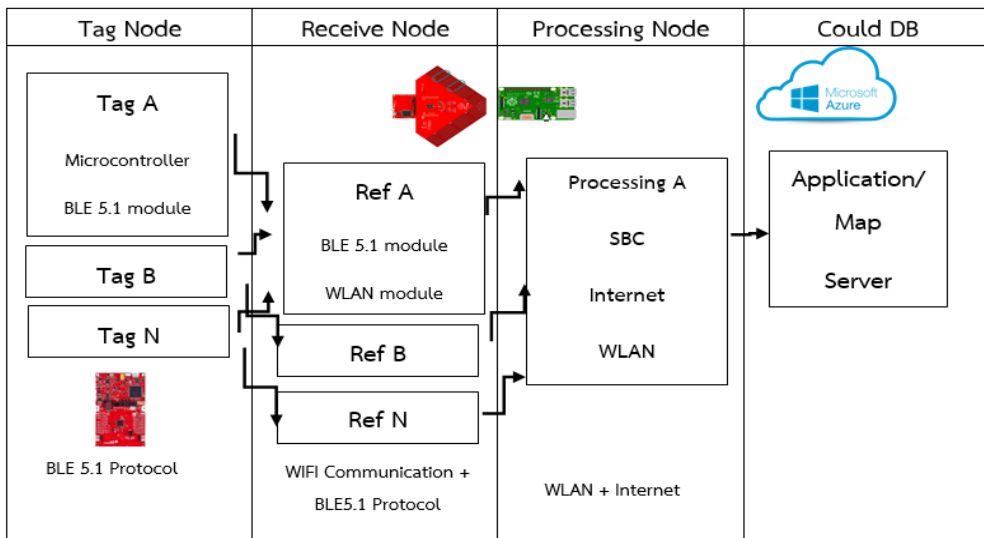 Tag Node
Receive Node
Processing Node
Could DB
Tag A
Microcontroller
BLE 5.1 module
Tag B
Tag N
BLE 5.1 Protocol
Ref A
BLE 5.1 module
WLAN module
Ref B
Ref N
WIFI Communication +
BLE5.1 Protocol
Processing A
SBC
Internet
WLAN
WLAN + Internet
Microsoft
Azure
Application/
Map
Server